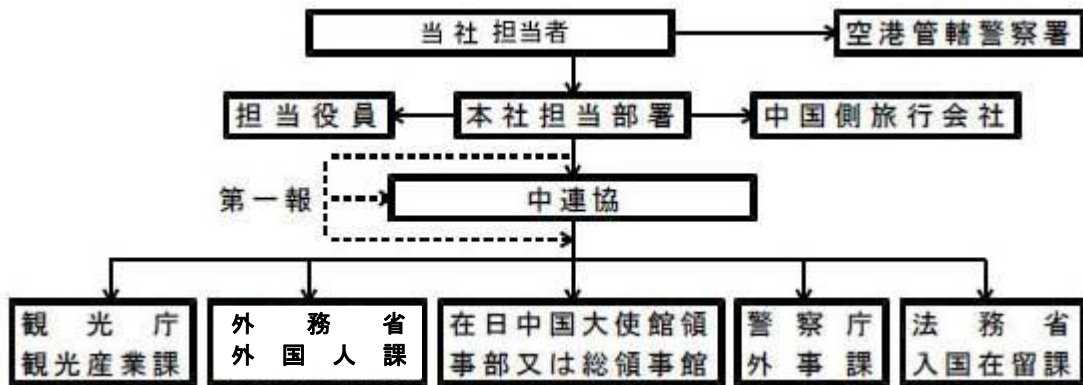 当社 担当者
空港管轄警察署
担当役員
本社担当部署
中国側旅行会社
第一報
中連協
観光庁
観光産業課
外務省
外国人課
在日中国大使館領
事部又は総領事館
警察庁
外事課
法務省
入国在留課